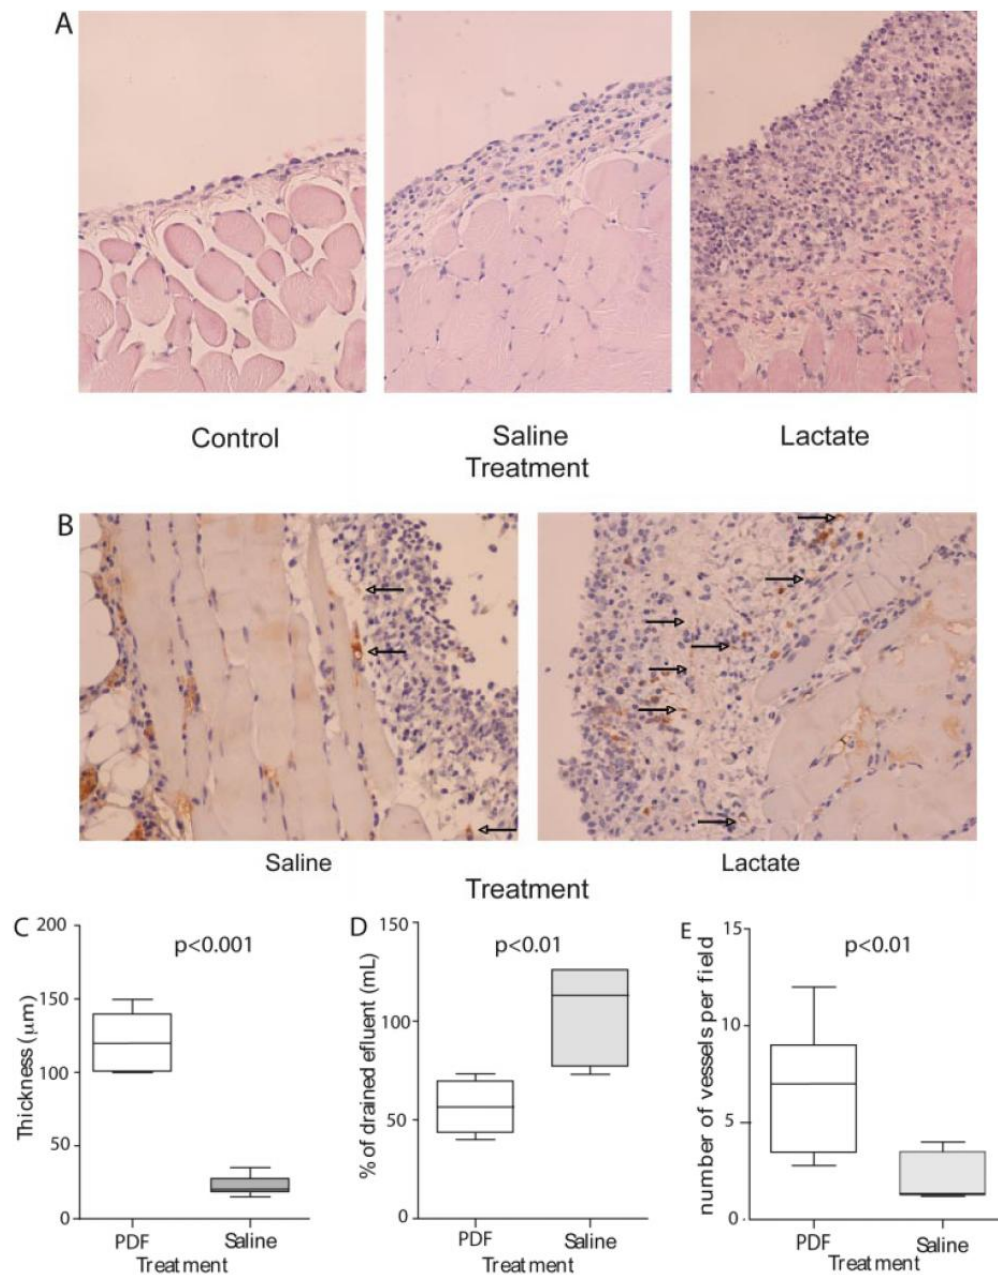 A
Control
Saline
Lactate
Treatment
B
Saline
Lactate
Treatment
C
200
150
100
50
0
Thickness (μm)
p<0.001
PDF
Saline
Treatment
D
150
100
50
0
% of drained efluent (mL)
p<0.01
PDF
Saline
Treatment
E
15
10
5
0
number of vessels per field
p<0.01
PDF
Saline
Treatment